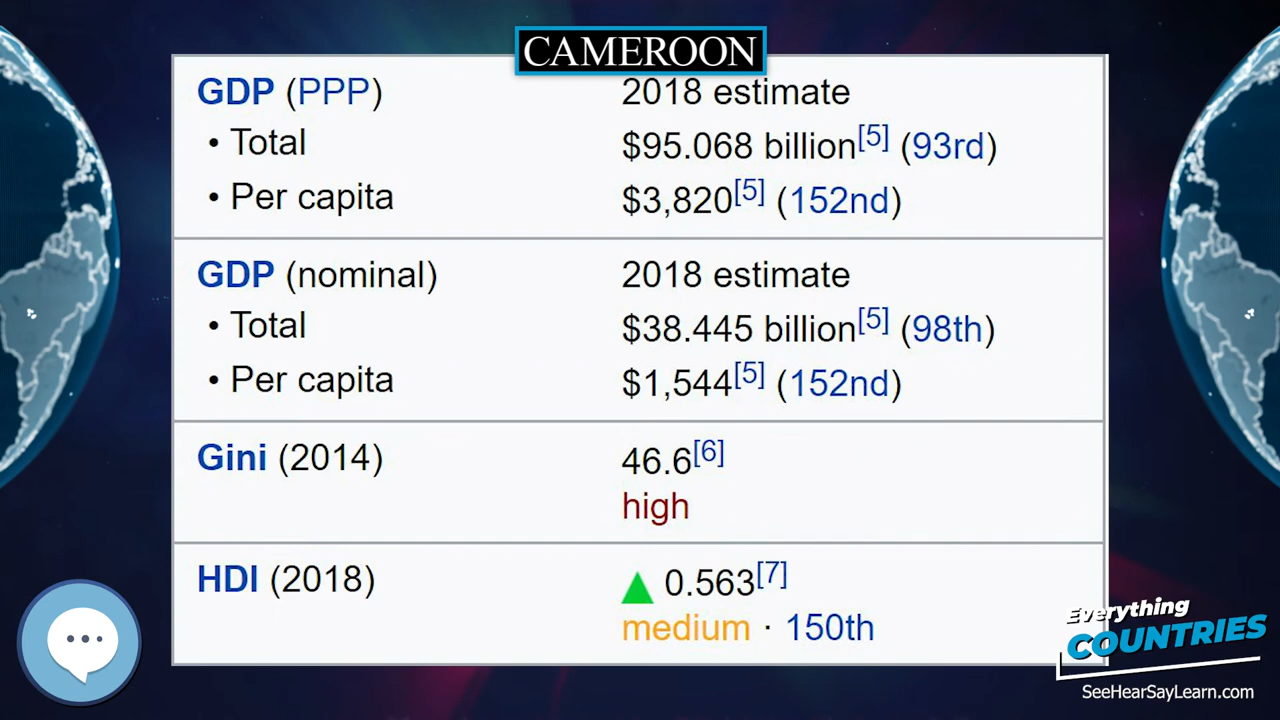 CAMEROON
GDP (PPP) 2018 estimate
• Total $95.068 billion[5] (93rd)
• Per capita $3,820[5] (152nd)
GDP (nominal) 2018 estimate
• Total $38.445 billion[5] (98th)
• Per capita $1,544[5] (152nd)
Gini (2014) 46.6[6]
high
HDI (2018) ▲ 0.563[7]
medium · 150th
Everything
COUNTRIES
SeeHearSayLearn.com